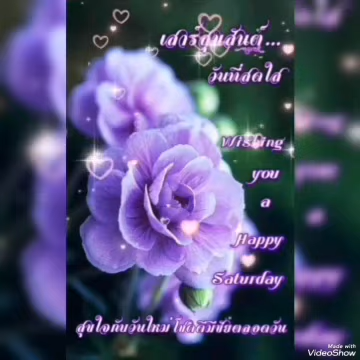 เสาร์สุขสันต์...
วันที่สดใส
Wishing
you
a
Happy
Saturday
สุขใจกับวันใหม่ โชคดีมีชัยตลอดวัน
Made with
VideoShow